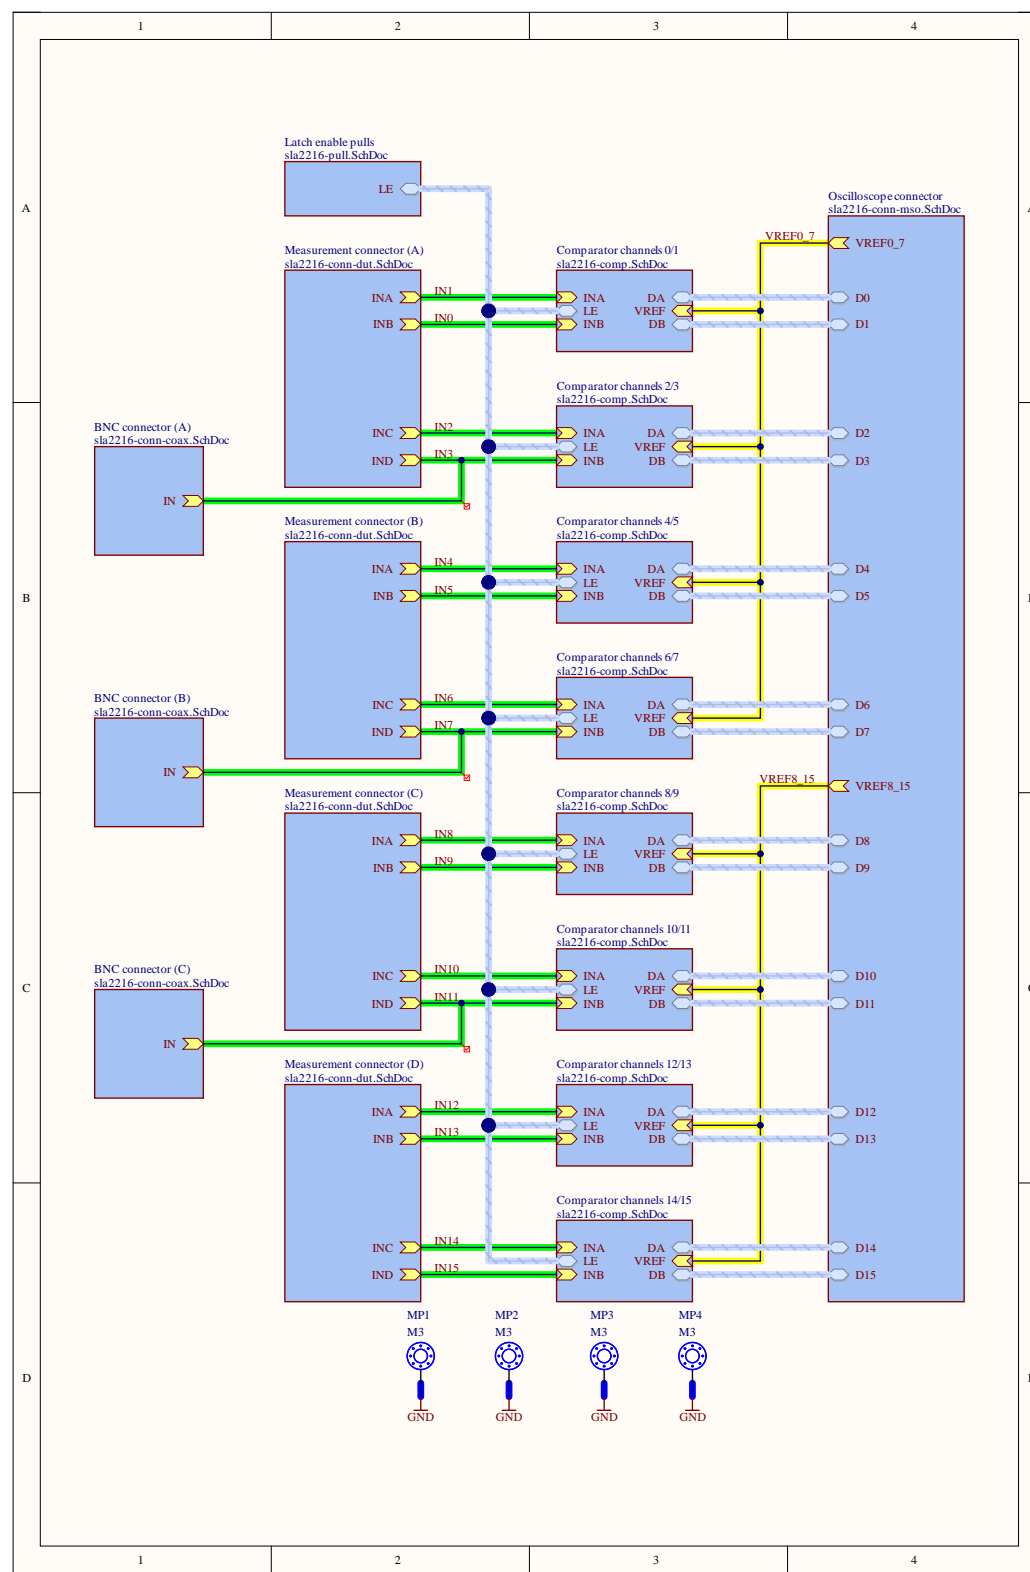 1 2 3 4
Latch enable pulls
sla2216-pull.SchDoc
LE
A
Oscilloscope connector
sla2216-conn-mso.SchDoc
VREF0_7 VREF0_7
Measurement connector (A)
sla2216-conn-dut.SchDoc
Comparator channels 0/1
sla2216-comp.SchDoc
INA IN1 INA DA D0
LE VREF
INB IN0 INB DB D1
Comparator channels 2/3
sla2216-comp.SchDoc
BNC connector (A)
sla2216-conn-coax.SchDoc
INC IN2 INA DA D2
LE VREF
IND IN3 INB DB D3
IN
Measurement connector (B)
sla2216-conn-dut.SchDoc
Comparator channels 4/5
sla2216-comp.SchDoc
INA IN4 INA DA D4
LE VREF
B INB IN5 INB DB D5
Comparator channels 6/7
sla2216-comp.SchDoc
BNC connector (B)
sla2216-conn-coax.SchDoc
INC IN6 INA DA D6
LE VREF
IND IN7 INB DB D7
IN
VREF8_15 VREF8_15
Measurement connector (C)
sla2216-conn-dut.SchDoc
Comparator channels 8/9
sla2216-comp.SchDoc
INA IN8 INA DA D8
LE VREF
INB IN9 INB DB D9
Comparator channels 10/11
sla2216-comp.SchDoc
BNC connector (C)
sla2216-conn-coax.SchDoc
INC IN10 INA DA D10
C LE VREF
IND IN11 INB DB D11
IN
Measurement connector (D)
sla2216-conn-dut.SchDoc
Comparator channels 12/13
sla2216-comp.SchDoc
INA IN12 INA DA D12
LE VREF
INB IN13 INB DB D13
Comparator channels 14/15
sla2216-comp.SchDoc
INC IN14 INA DA D14
LE VREF
IND IN15 INB DB D15
MP1 MP2 MP3 MP4
M3 M3 M3 M3
D
GND GND GND GND
1 2 3 4